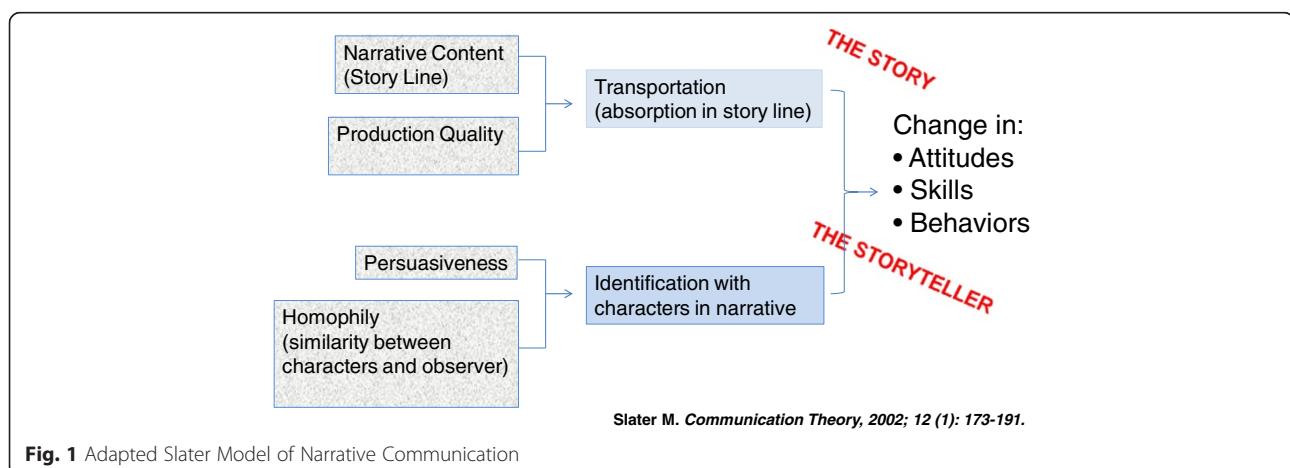 Narrative Content
(Story Line)
Production Quality
Transportation
(absorption in story line)
THE STORY
Change in:
• Attitudes
• Skills
• Behaviors
Persuasiveness
Homophily
(similarity between
characters and observer)
Identification with
characters in narrative
THE STORYTELLER
Slater M. Communication Theory, 2002; 12 (1): 173-191.
Fig. 1 Adapted Slater Model of Narrative Communication